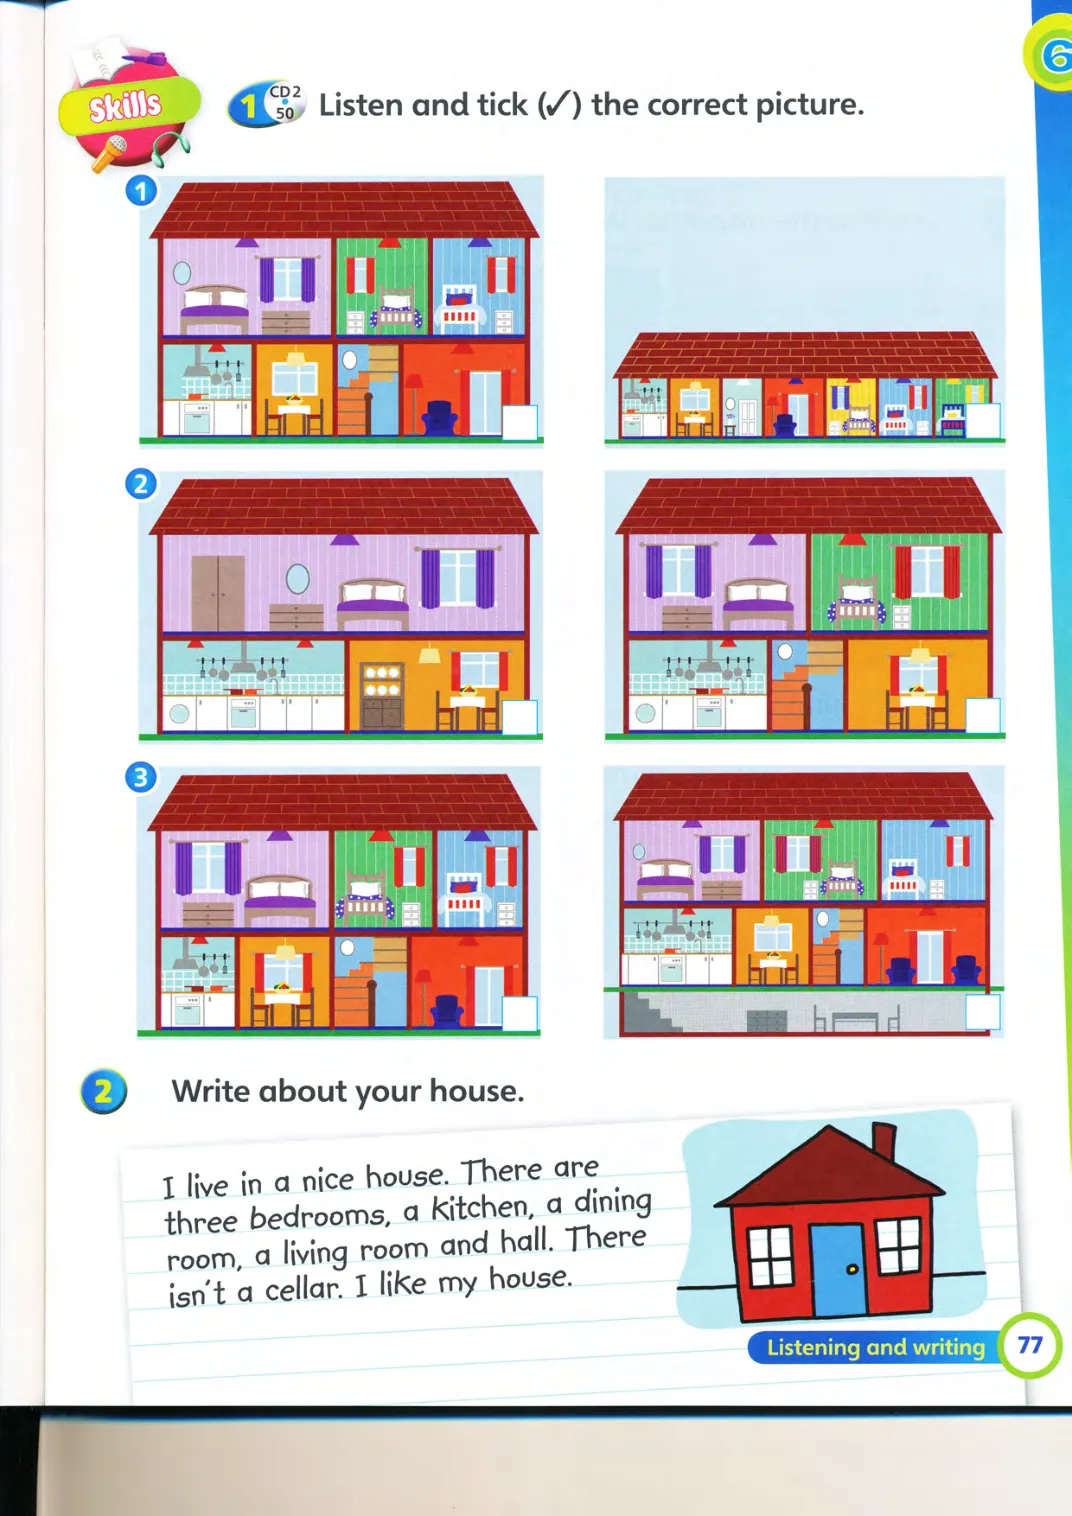 6
Skills
1 CD 2 50 Listen and tick (✓) the correct picture.
1
2
3
2 Write about your house.
I live in a nice house. There are
three bedrooms, a kitchen, a dining
room, a living room and hall. There
isn't a cellar. I like my house.
Listening and writing 77